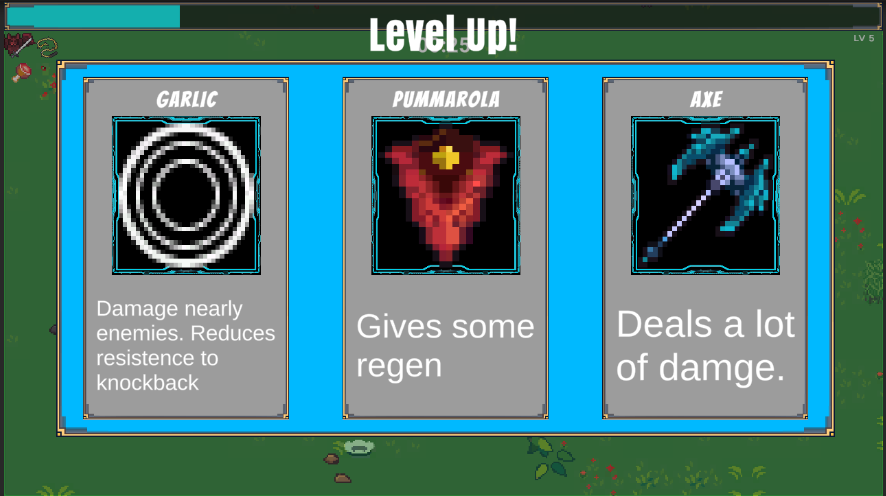 Level Up!
LV 5
GARLIC
Damage nearly
enemies. Reduces
resistence to
knockback
PUMMAROLA
Gives some
regen
AXE
Deals a lot
of damge.